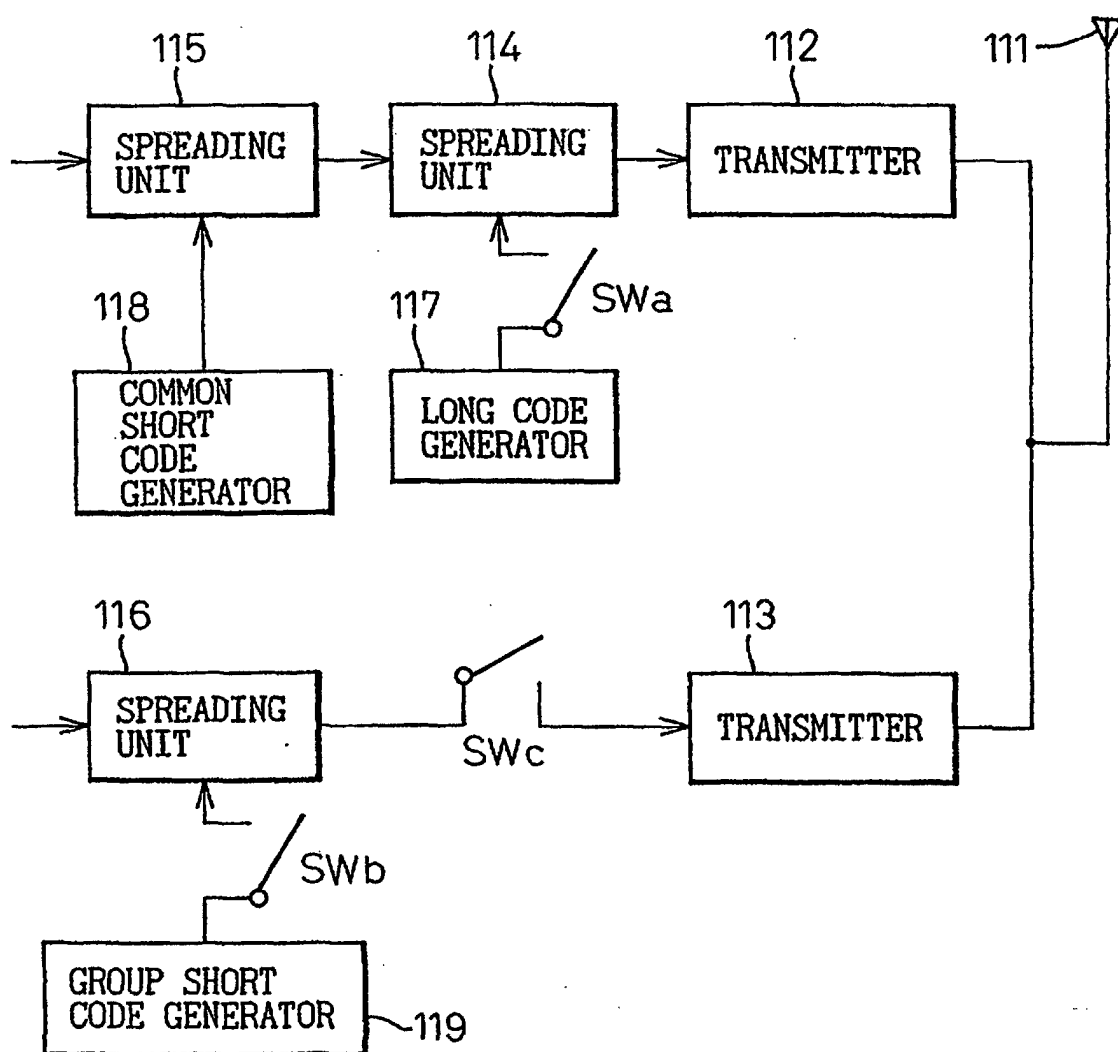 115
114
112
111
SPREADING
UNIT
SPREADING
UNIT
TRANSMITTER
118
117
SWa
COMMON
SHORT
CODE
GENERATOR
LONG CODE
GENERATOR
116
113
SPREADING
UNIT
SWc
TRANSMITTER
SWb
GROUP SHORT
CODE GENERATOR
119